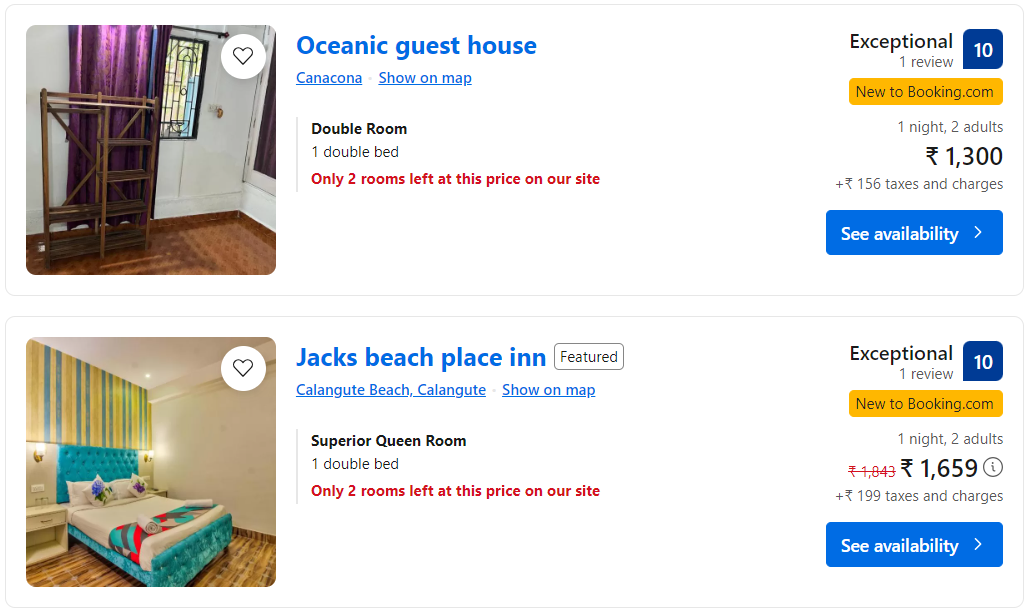 Oceanic guest house
Canacona · Show on map
Double Room
1 double bed
Only 2 rooms left at this price on our site
Exceptional 10
1 review
New to Booking.com
1 night, 2 adults
₹ 1,300
+₹ 156 taxes and charges
See availability
Jacks beach place inn Featured
Calangute Beach, Calangute · Show on map
Superior Queen Room
1 double bed
Only 2 rooms left at this price on our site
Exceptional 10
1 review
New to Booking.com
1 night, 2 adults
₹ 1,843 ₹ 1,659
+₹ 199 taxes and charges
See availability